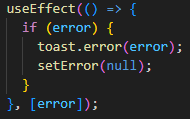 useEffect(() => {
  if (error) {
    toast.error(error);
    setError(null);
  }
}, [error]);